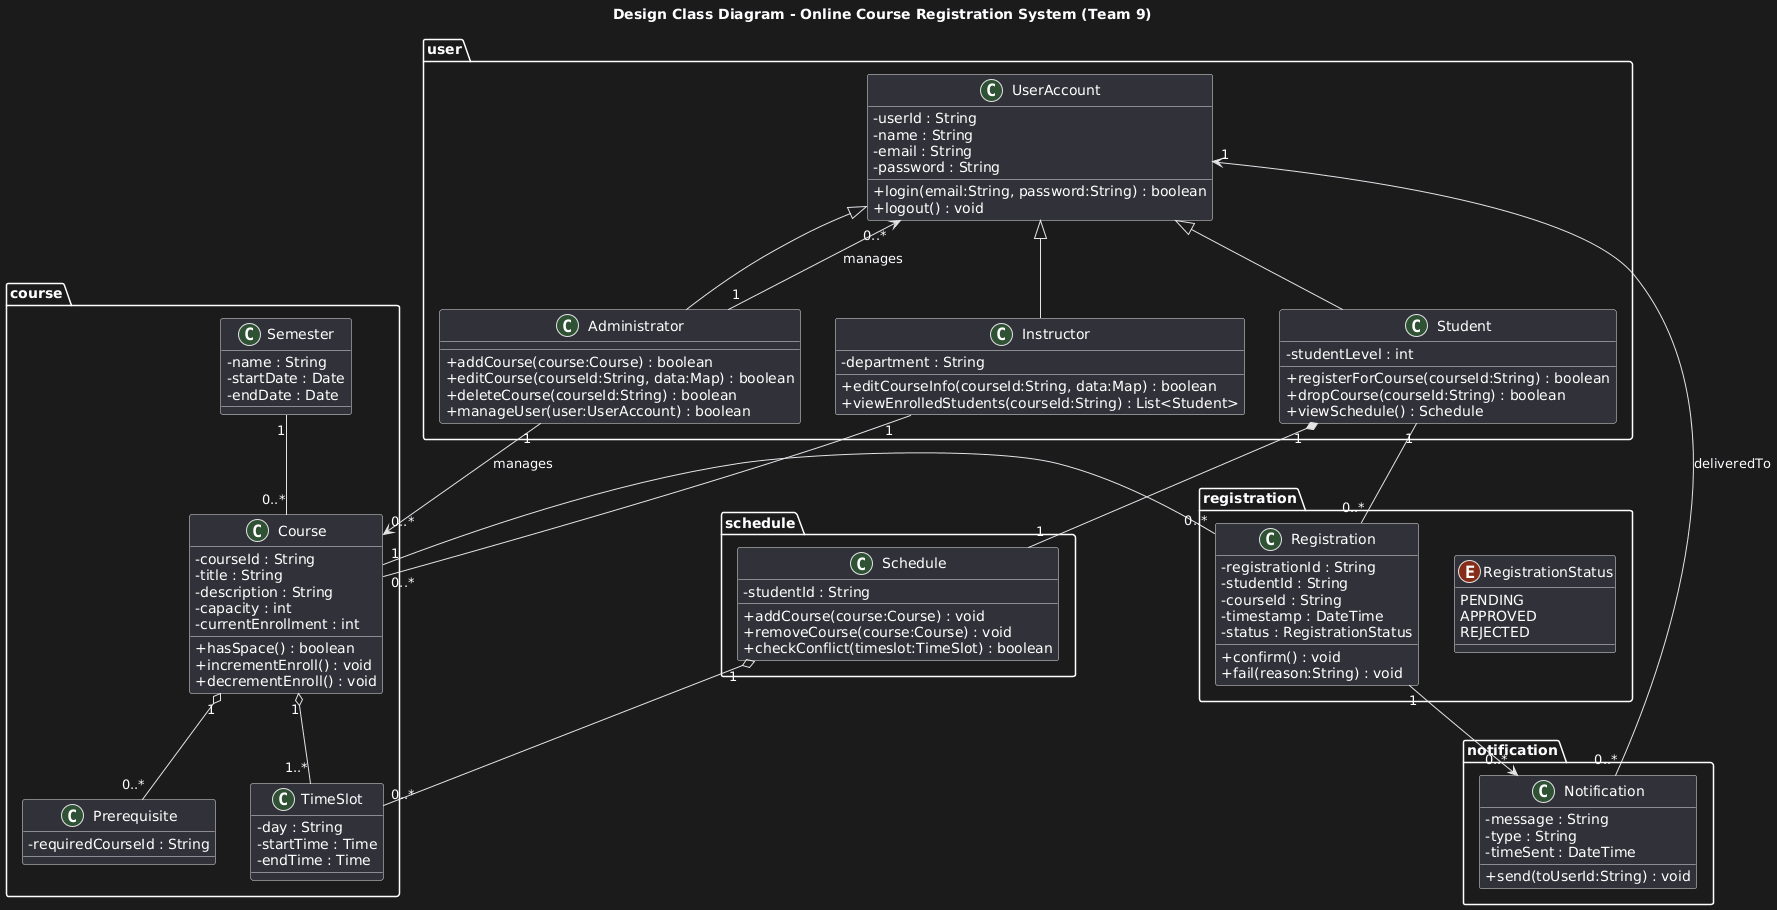 Design Class Diagram - Online Course Registration System (Team 9)
user
C UserAccount
-userId : String
-name : String
-email : String
-password : String
+login(email:String, password:String) : boolean
+logout() : void
1
0..*
manages
1
C Administrator
+addCourse(course:Course) : boolean
+editCourse(courseId:String, data:Map) : boolean
+deleteCourse(courseId:String) : boolean
+manageUser(user:UserAccount) : boolean
C Instructor
-department : String
+editCourseInfo(courseId:String, data:Map) : boolean
+viewEnrolledStudents(courseId:String) : List<Student>
C Student
-studentLevel : int
+registerForCourse(courseId:String) : boolean
+dropCourse(courseId:String) : boolean
+viewSchedule() : Schedule
course
C Semester
-name : String
-startDate : Date
-endDate : Date
1
0..*
1
manages
0..*
1
1
1
deliveredTo
C Course
-courseId : String
-title : String
-description : String
-capacity : int
-currentEnrollment : int
+hasSpace() : boolean
+incrementEnroll() : void
+decrementEnroll() : void
1
0..*
1
0..*
1
1..*
C Prerequisite
-requiredCourseId : String
C TimeSlot
-day : String
-startTime : Time
-endTime : Time
0..*
schedule
1
C Schedule
-studentId : String
+addCourse(course:Course) : void
+removeCourse(course:Course) : void
+checkConflict(timeslot:TimeSlot) : boolean
1
registration
0..*
0..*
C Registration
-registrationId : String
-studentId : String
-courseId : String
-timestamp : DateTime
-status : RegistrationStatus
+confirm() : void
+fail(reason:String) : void
E RegistrationStatus
PENDING
APPROVED
REJECTED
1
notification
0..*
0..*
C Notification
-message : String
-type : String
-timeSent : DateTime
+send(toUserId:String) : void